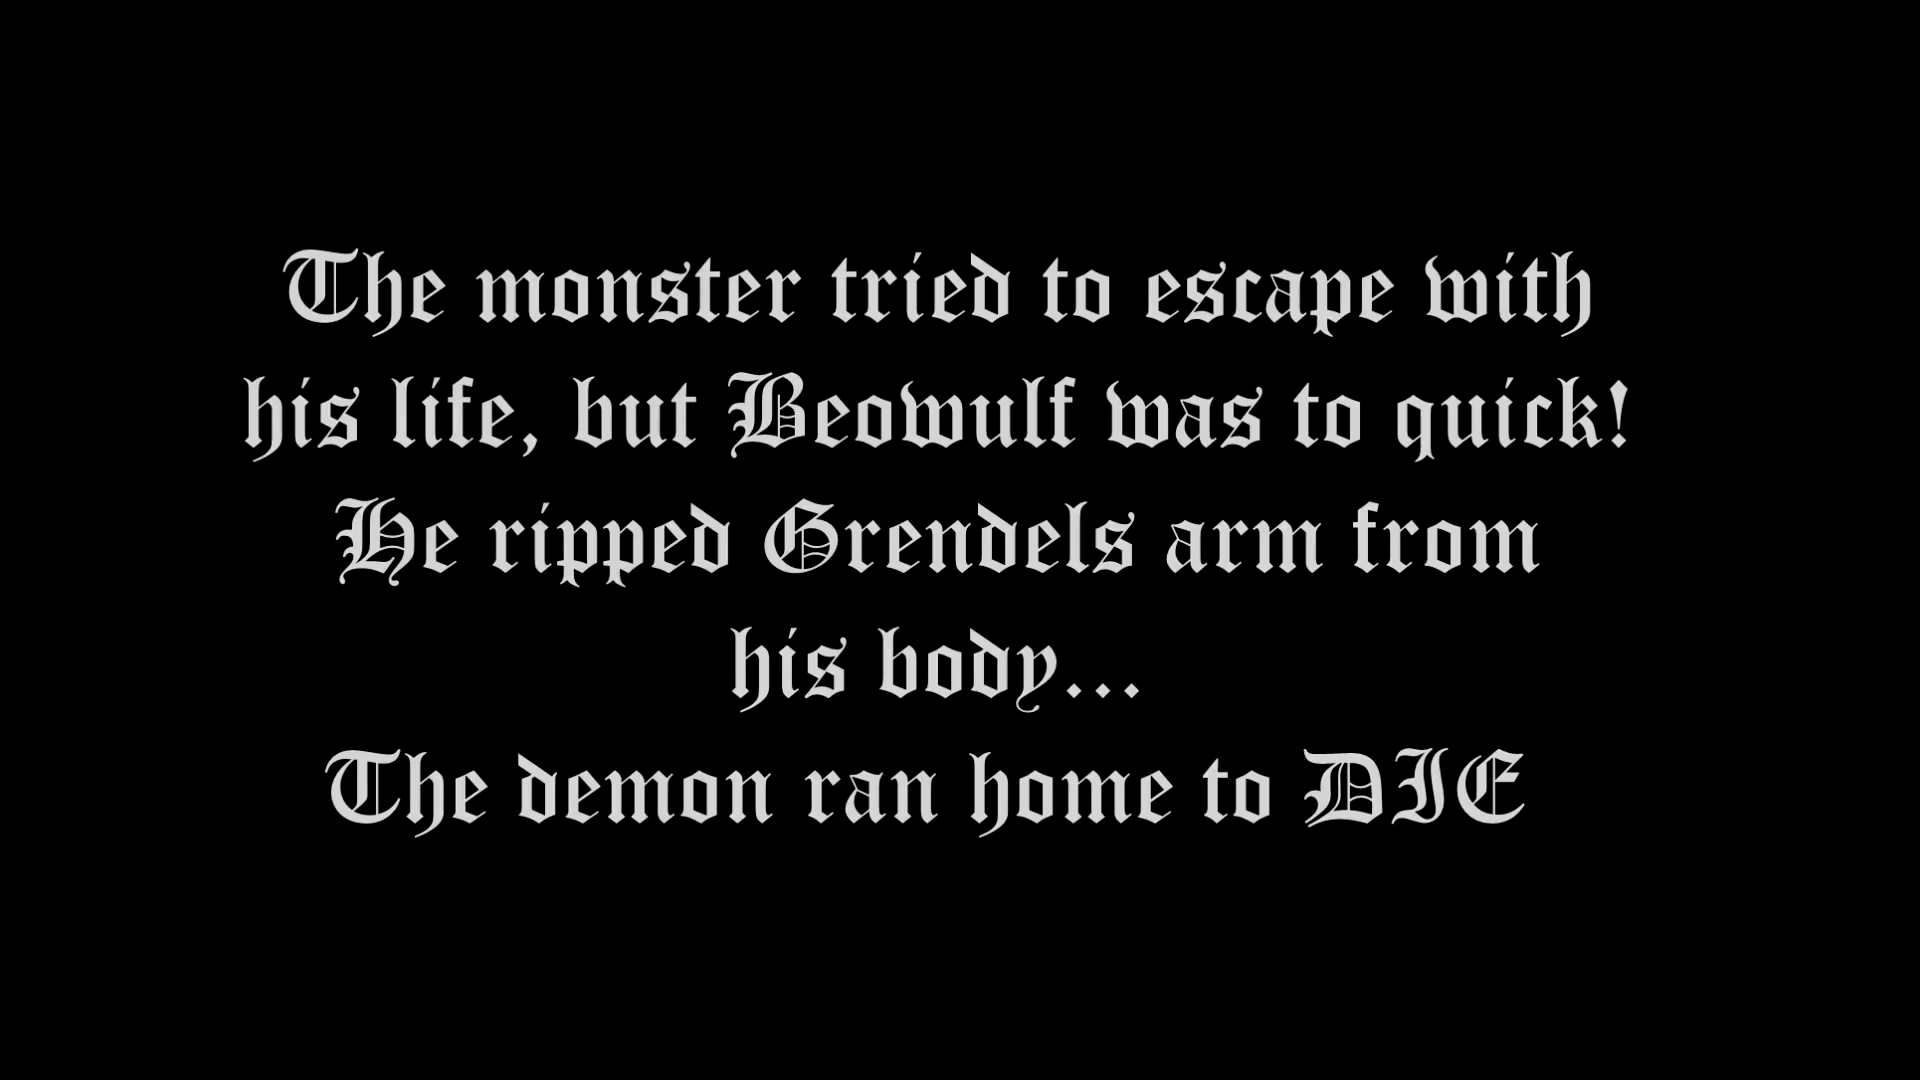 The monster tried to escape with
his life, but Beowulf was to quick!
He ripped Grendels arm from
his body...
The demon ran home to DIE